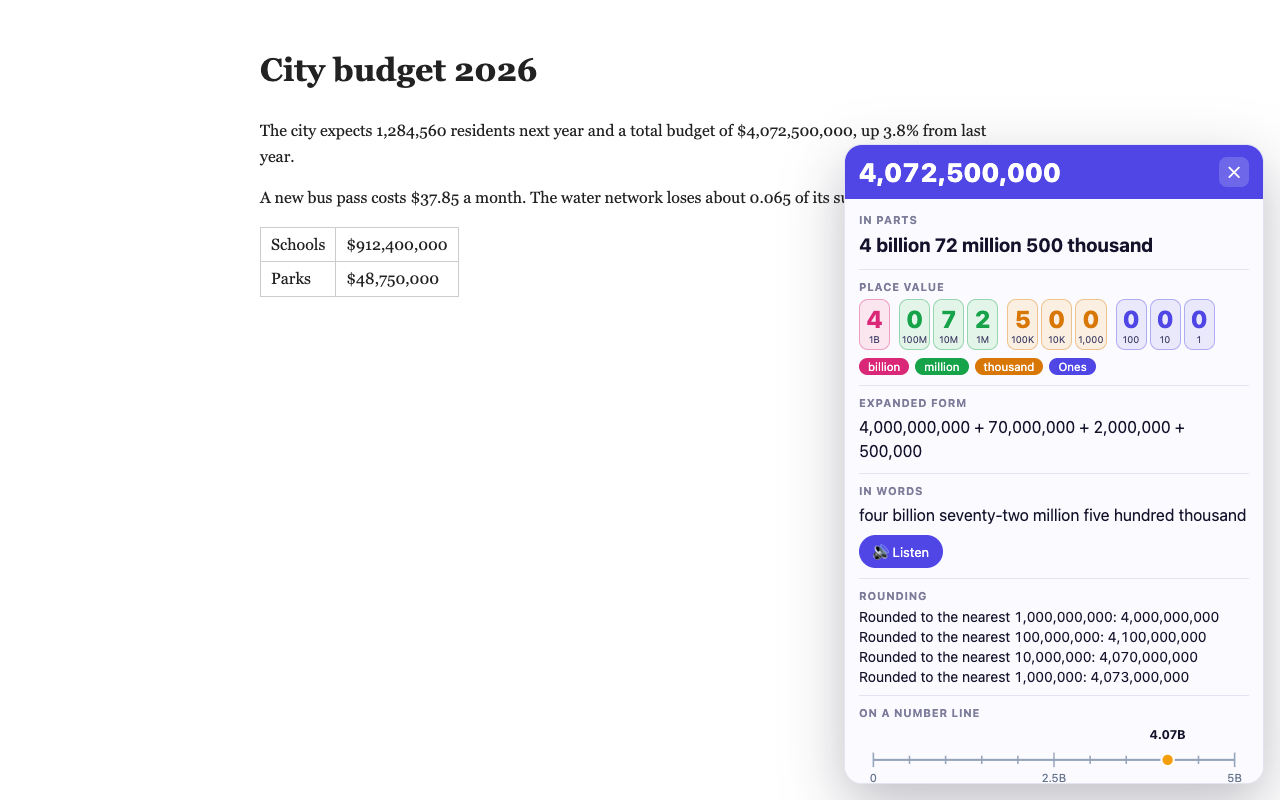 City budget 2026
The city expects 1,284,560 residents next year and a total budget of $4,072,500,000, up 3.8% from last
year.
A new bus pass costs $37.85 a month. The water network loses about 0.065 of its
Schools $912,400,000
Parks $48,750,000
4,072,500,000
IN PARTS
4 billion 72 million 500 thousand
PLACE VALUE
4 0 7 2 5 0 0 0 0 0
1B 100M 10M 1M 100K 10K 1,000 100 10 1
billion million thousand Ones
EXPANDED FORM
4,000,000,000 + 70,000,000 + 2,000,000 +
500,000
IN WORDS
four billion seventy-two million five hundred thousand
🔊 Listen
ROUNDING
Rounded to the nearest 1,000,000,000: 4,000,000,000
Rounded to the nearest 100,000,000: 4,100,000,000
Rounded to the nearest 10,000,000: 4,070,000,000
Rounded to the nearest 1,000,000: 4,073,000,000
ON A NUMBER LINE
4.07B
0 2.5B 5B